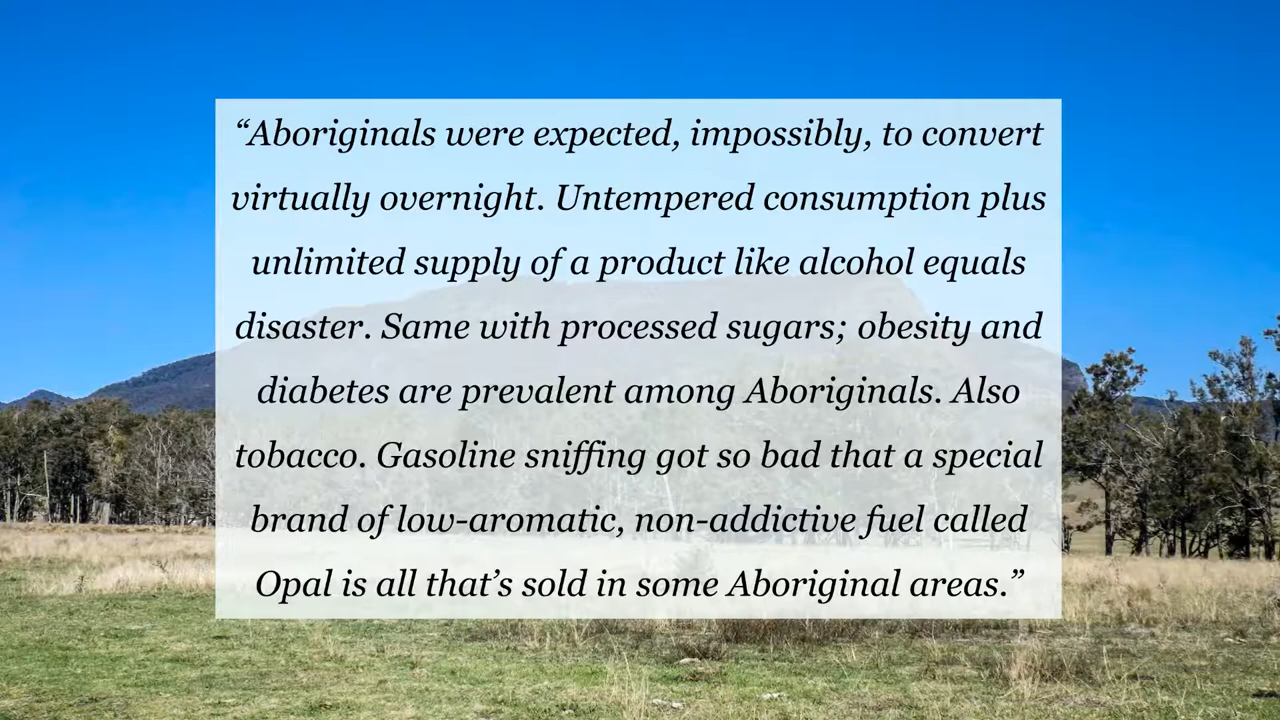 “Aboriginals were expected, impossibly, to convert
virtually overnight. Untempered consumption plus
unlimited supply of a product like alcohol equals
disaster. Same with processed sugars; obesity and
diabetes are prevalent among Aboriginals. Also
tobacco. Gasoline sniffing got so bad that a special
brand of low-aromatic, non-addictive fuel called
Opal is all that’s sold in some Aboriginal areas.”